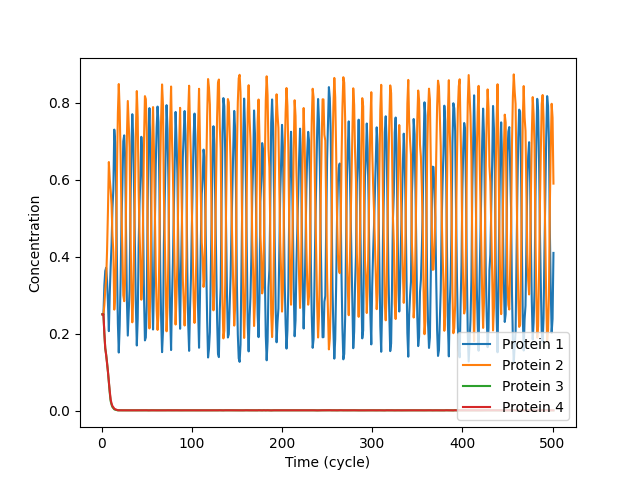 0.8
0.6
0.4
0.2
0.0
Concentration
0
100
200
300
400
500
Time (cycle)
Protein 1
Protein 2
Protein 3
Protein 4